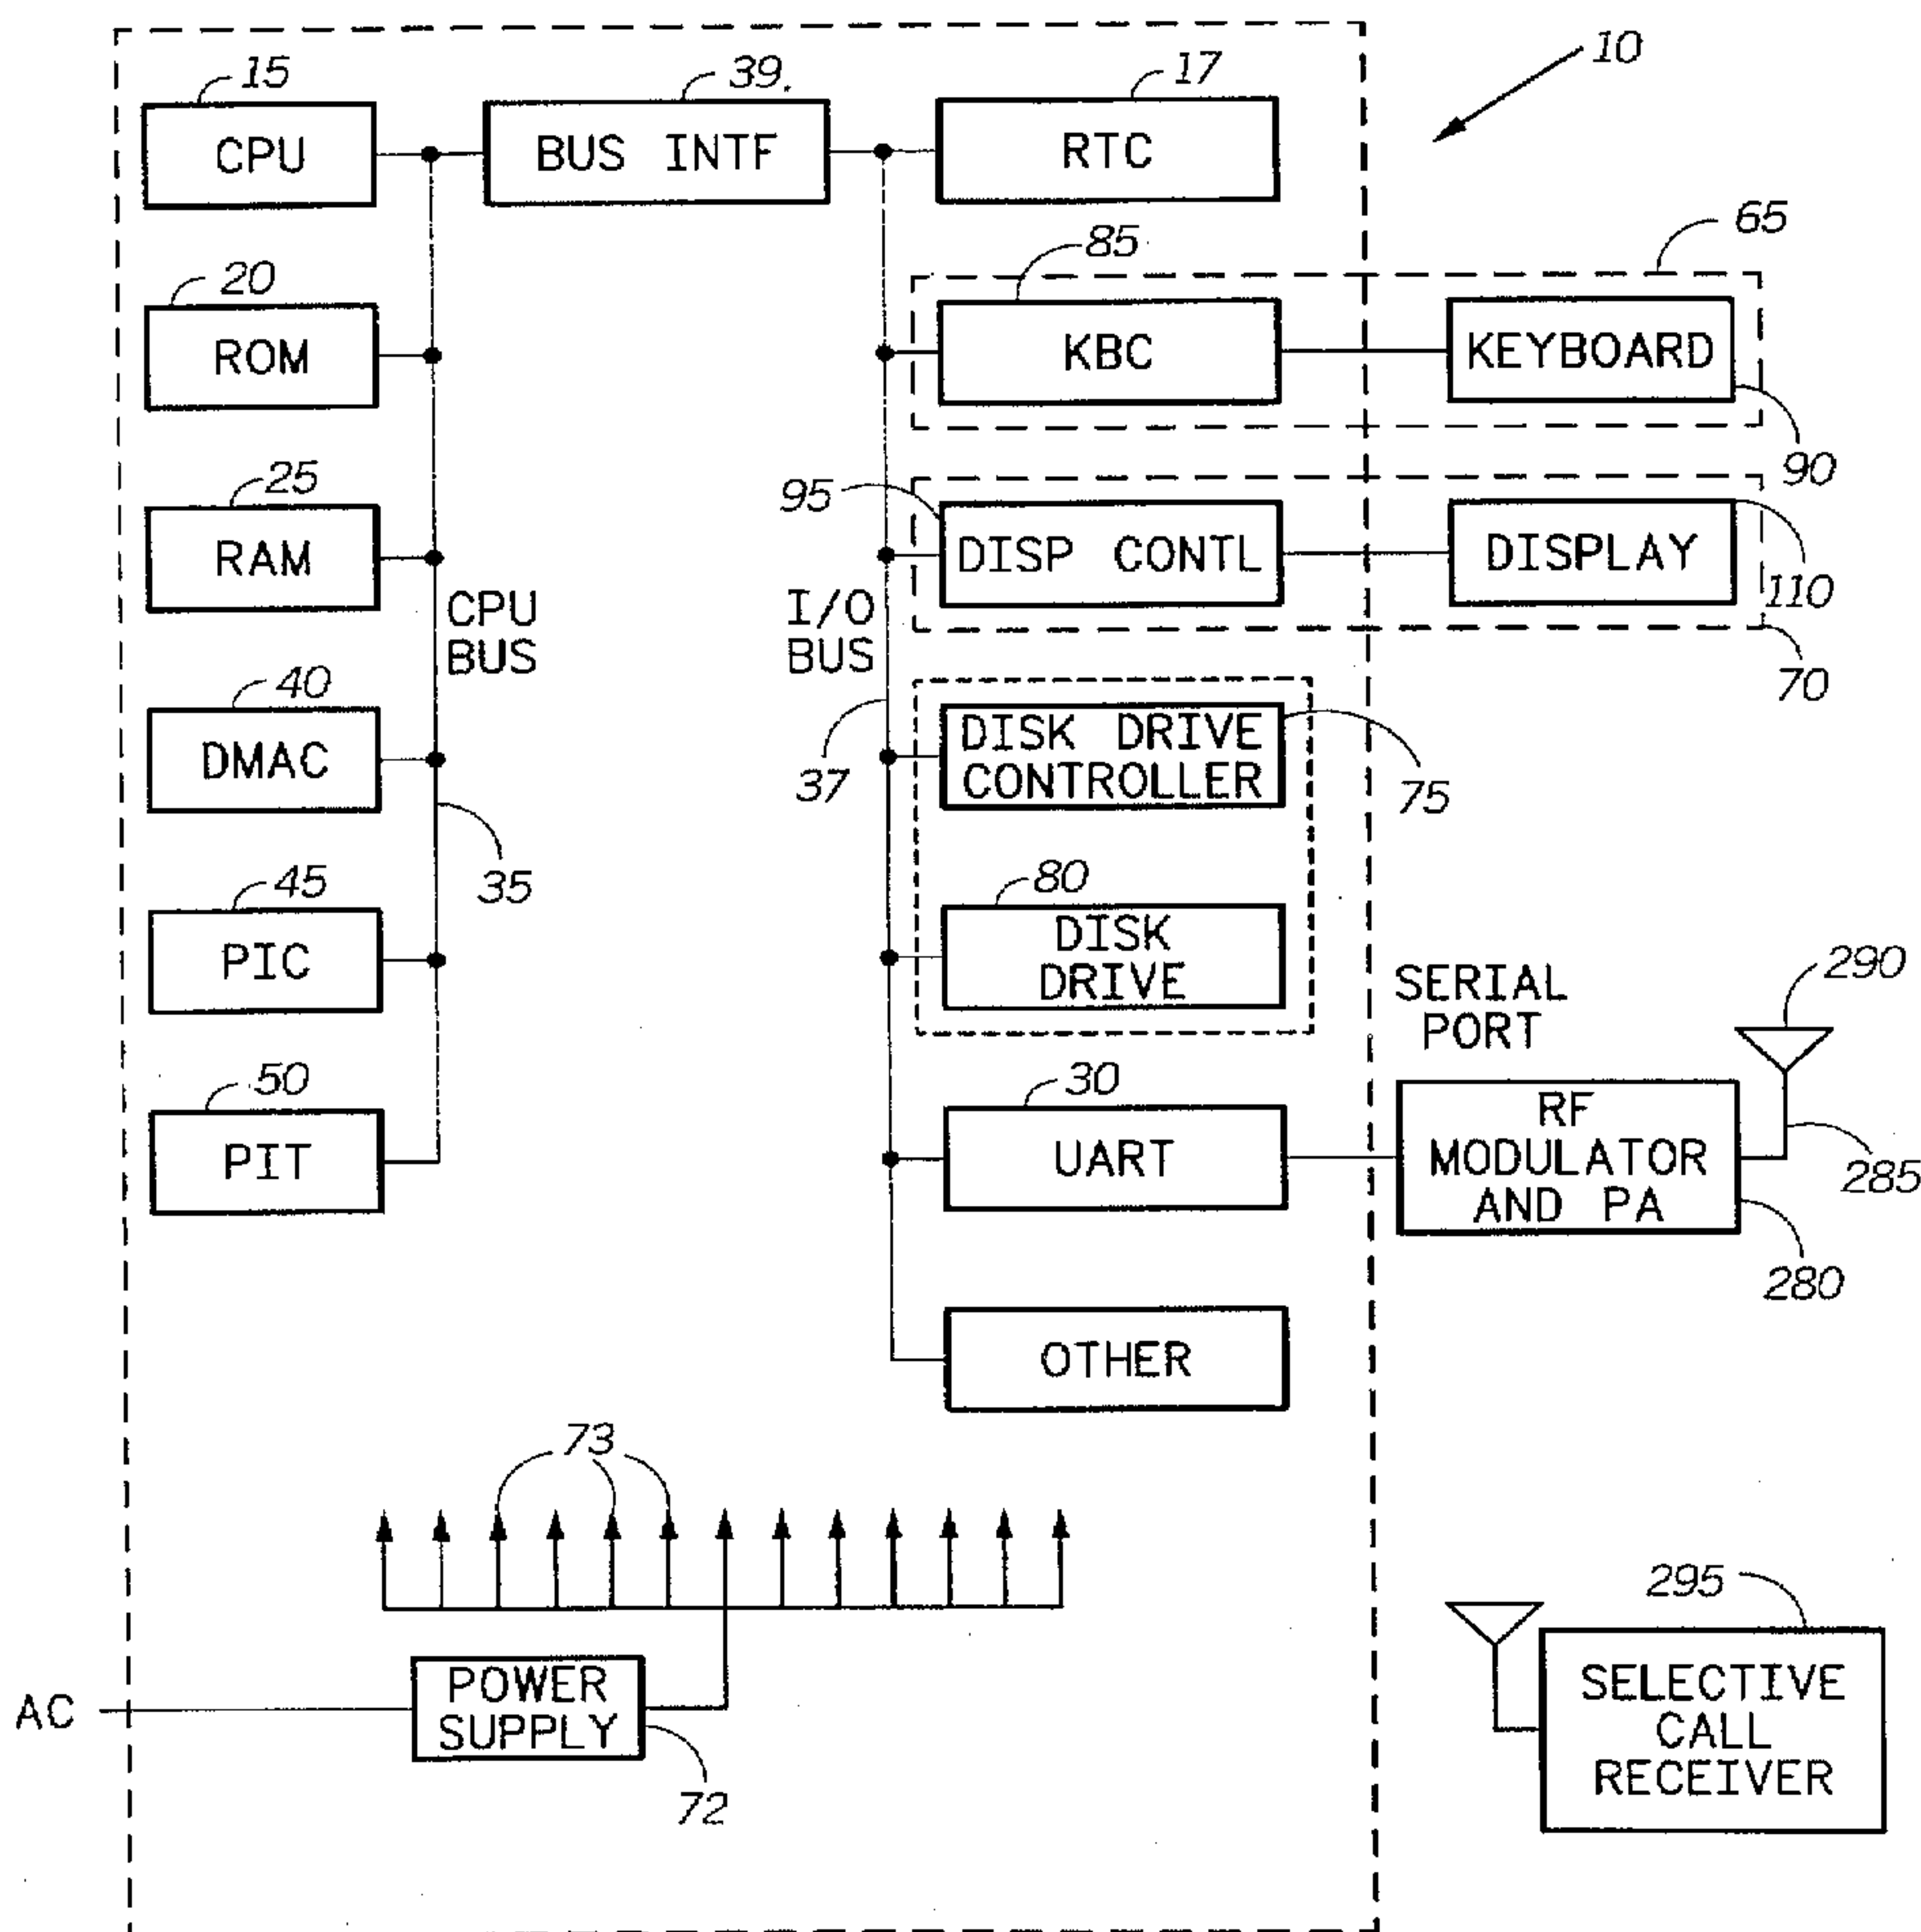 10
15
39.
17
CPU
BUS INTF
RTC
65
20
85
ROM
KBC
KEYBOARD
90
25
95
RAM
DISP CONTL
DISPLAY
110
CPU
BUS
I/O
BUS
70
40
DMAC
37
DISK DRIVE
CONTROLLER
75
35
45
80
PIC
DISK
DRIVE
SERIAL
PORT
290
50
30
PIT
UART
RF
MODULATOR
AND PA
285
280
OTHER
73
295
AC
POWER
SUPPLY
72
SELECTIVE
CALL
RECEIVER